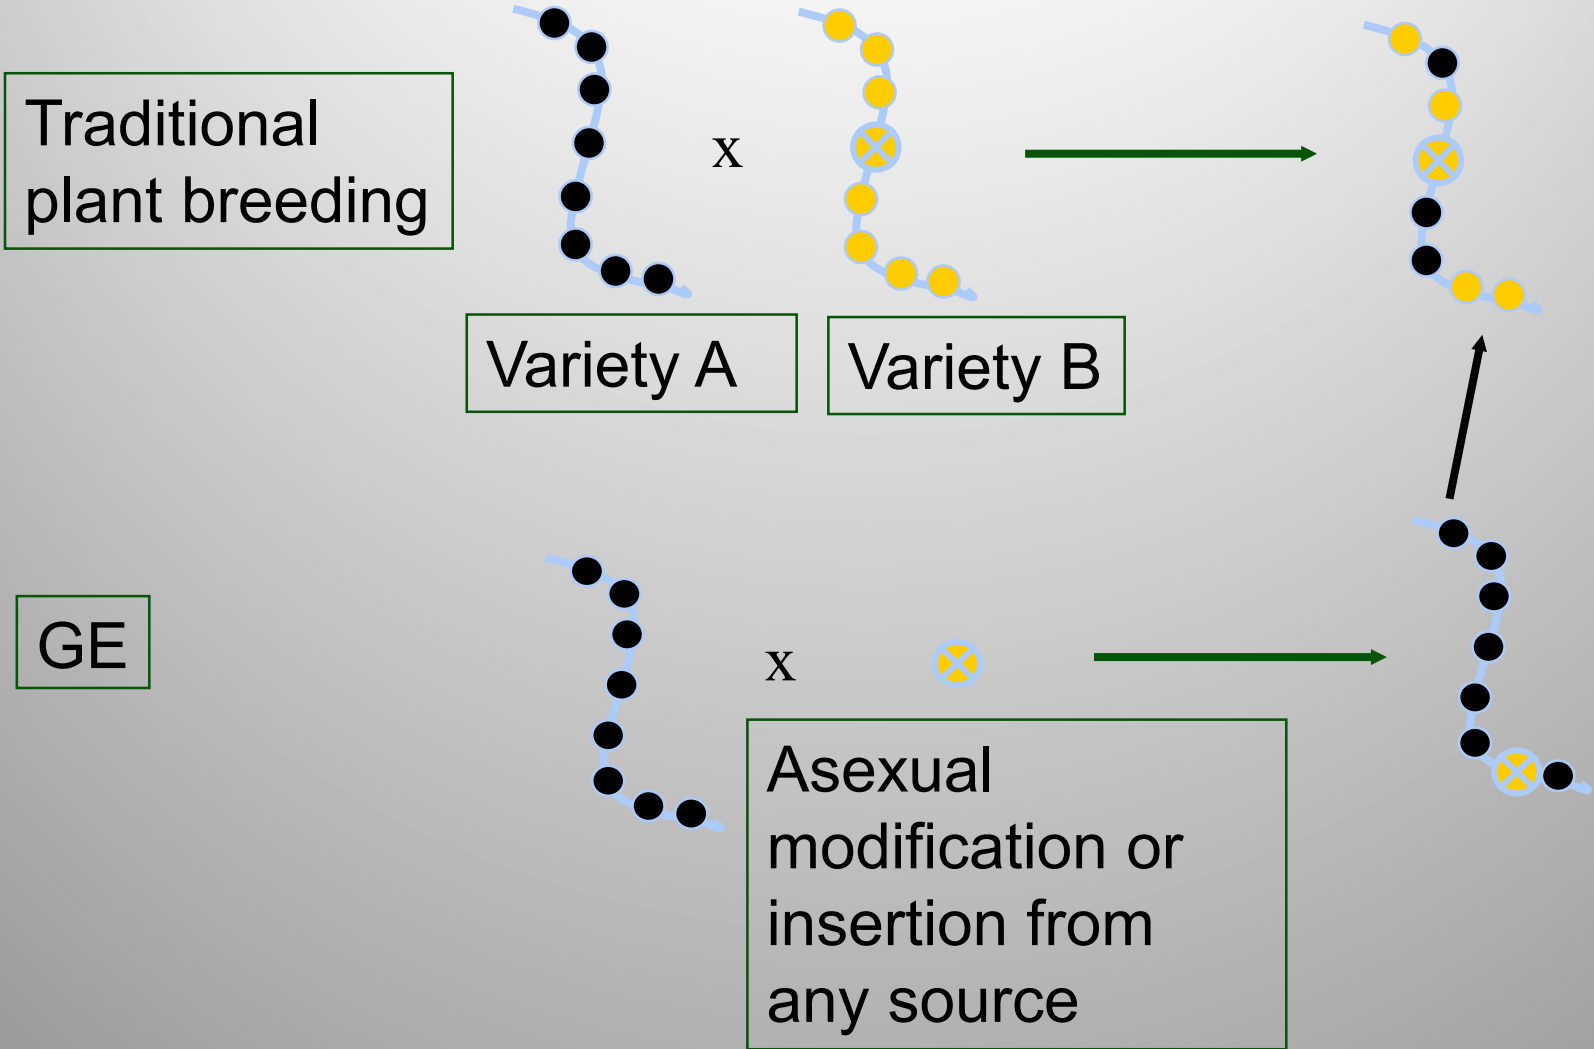 Traditional
plant breeding
x
Variety A
Variety B
GE
x
Asexual
modification or
insertion from
any source